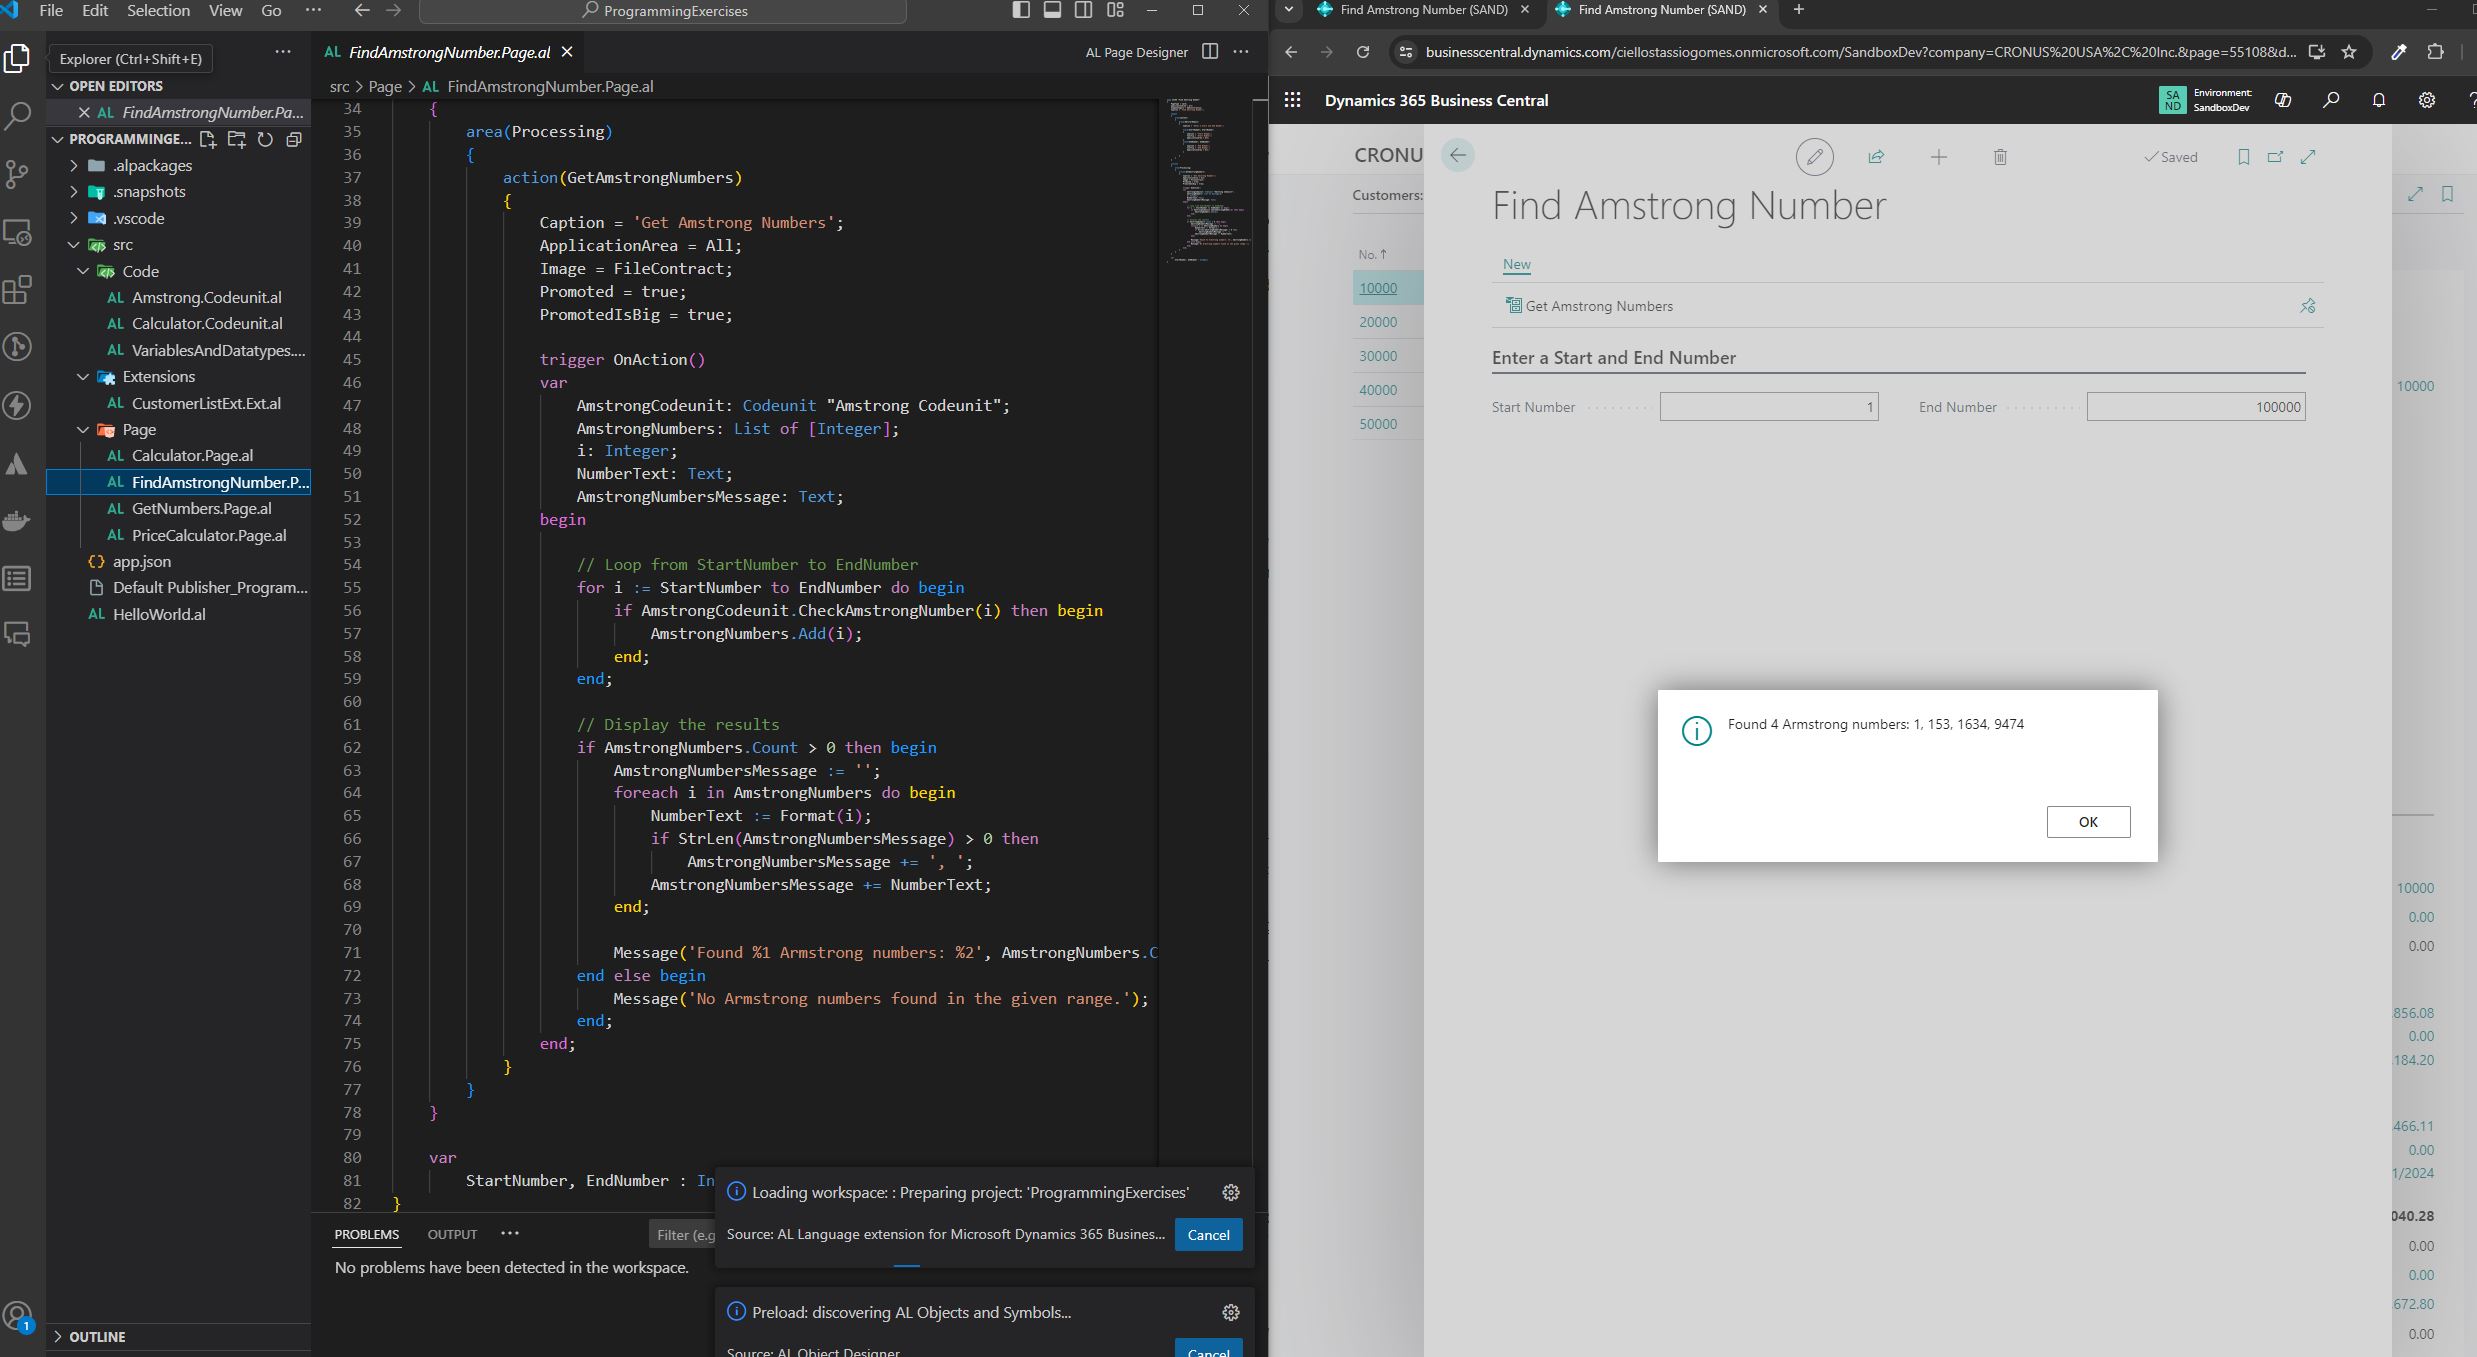 File Edit Selection View Go ···
ProgrammingExercises
Explorer (Ctrl+Shift+E)
OPEN EDITORS
AL FindAmstrongNumber.Pa...
PROGRAMMINGE...
.alpackages
.snapshots
.vscode
src
Code
AL Amstrong.Codeunit.al
AL Calculator.Codeunit.al
AL VariablesAndDatatypes....
Extensions
AL CustomerListExt.Ext.al
Page
AL Calculator.Page.al
AL FindAmstrongNumber.P...
AL GetNumbers.Page.al
AL PriceCalculator.Page.al
{} app.json
Default Publisher_Program...
AL HelloWorld.al
OUTLINE
1
AL FindAmstrongNumber.Page.al
AL Page Designer
src > Page > AL FindAmstrongNumber.Page.al
34 {
35 area(Processing)
36 {
37 action(GetAmstrongNumbers)
38 {
39 Caption = 'Get Amstrong Numbers';
40 ApplicationArea = All;
41 Image = FileContract;
42 Promoted = true;
43 PromotedIsBig = true;
44
45 trigger OnAction()
46 var
47 AmstrongCodeunit: Codeunit "Amstrong Codeunit";
48 AmstrongNumbers: List of [Integer];
49 i: Integer;
50 NumberText: Text;
51 AmstrongNumbersMessage: Text;
52 begin
53
54 // Loop from StartNumber to EndNumber
55 for i := StartNumber to EndNumber do begin
56 if AmstrongCodeunit.CheckAmstrongNumber(i) then begin
57 AmstrongNumbers.Add(i);
58 end;
59 end;
60
61 // Display the results
62 if AmstrongNumbers.Count > 0 then begin
63 AmstrongNumbersMessage := '';
64 foreach i in AmstrongNumbers do begin
65 NumberText := Format(i);
66 if StrLen(AmstrongNumbersMessage) > 0 then
67 AmstrongNumbersMessage += ', ';
68 AmstrongNumbersMessage += NumberText;
69 end;
70
71 Message('Found %1 Armstrong numbers: %2', AmstrongNumbers.C
72 end else begin
73 Message('No Armstrong numbers found in the given range.');
74 end;
75 end;
76 }
77 }
78 }
79
80 var
81 StartNumber, EndNumber : In
82 }
PROBLEMS OUTPUT ···
Filter (e.g
No problems have been detected in the workspace.
Loading workspace: : Preparing project: 'ProgrammingExercises'
Source: AL Language extension for Microsoft Dynamics 365 Busines...
Cancel
Preload: discovering AL Objects and Symbols...
Source: AL Object Designer
Cancel
Find Amstrong Number (SAND)
Find Amstrong Number (SAND)
businesscentral.dynamics.com/ciellostassiogomes.onmicrosoft.com/SandboxDev?company=CRONUS%20USA%2C%20Inc.&page=55108&d...
Dynamics 365 Business Central
SA
ND
Environment:
SandboxDev
CRONU
Customers:
No. ↑
10000
20000
30000
40000
50000
Saved
Find Amstrong Number
New
Get Amstrong Numbers
Enter a Start and End Number
Start Number
1
End Number
100000
Found 4 Armstrong numbers: 1, 153, 1634, 9474
OK
10000
10000
0.00
0.00
856.08
0.00
184.20
466.11
0.00
1/2024
040.28
0.00
0.00
672.80
0.00